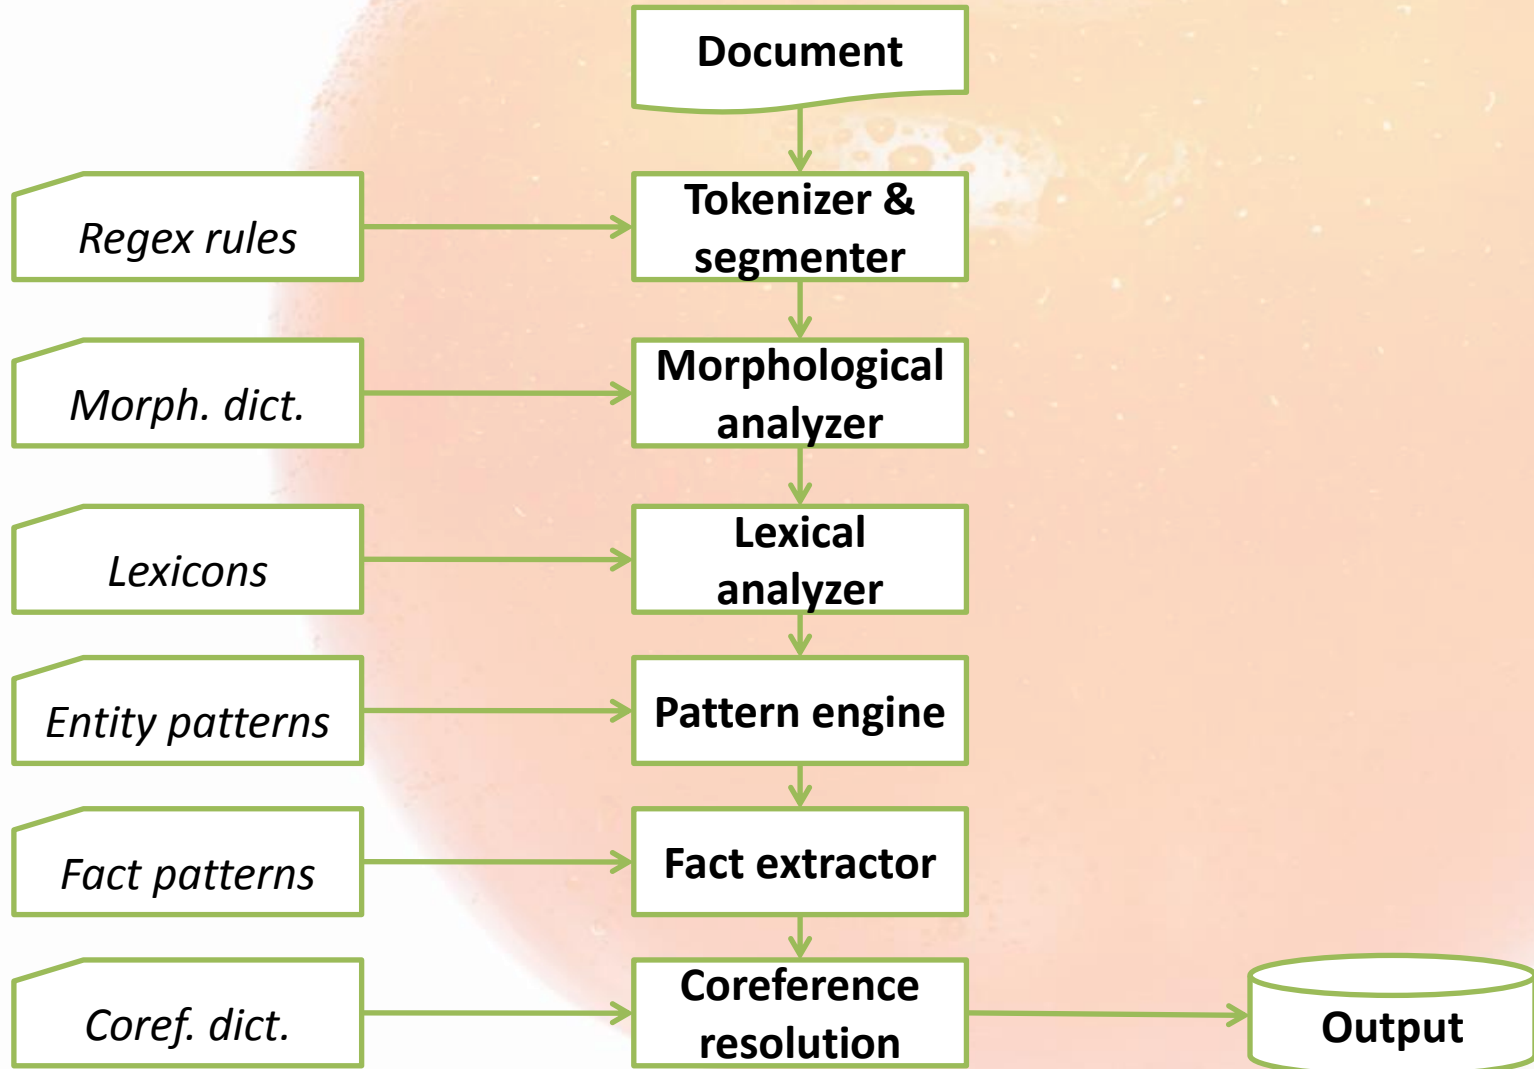 Document
Regex rules
Tokenizer &
segmenter
Morph. dict.
Morphological
analyzer
Lexicons
Lexical
analyzer
Entity patterns
Pattern engine
Fact patterns
Fact extractor
Coref. dict.
Coreference
resolution
Output